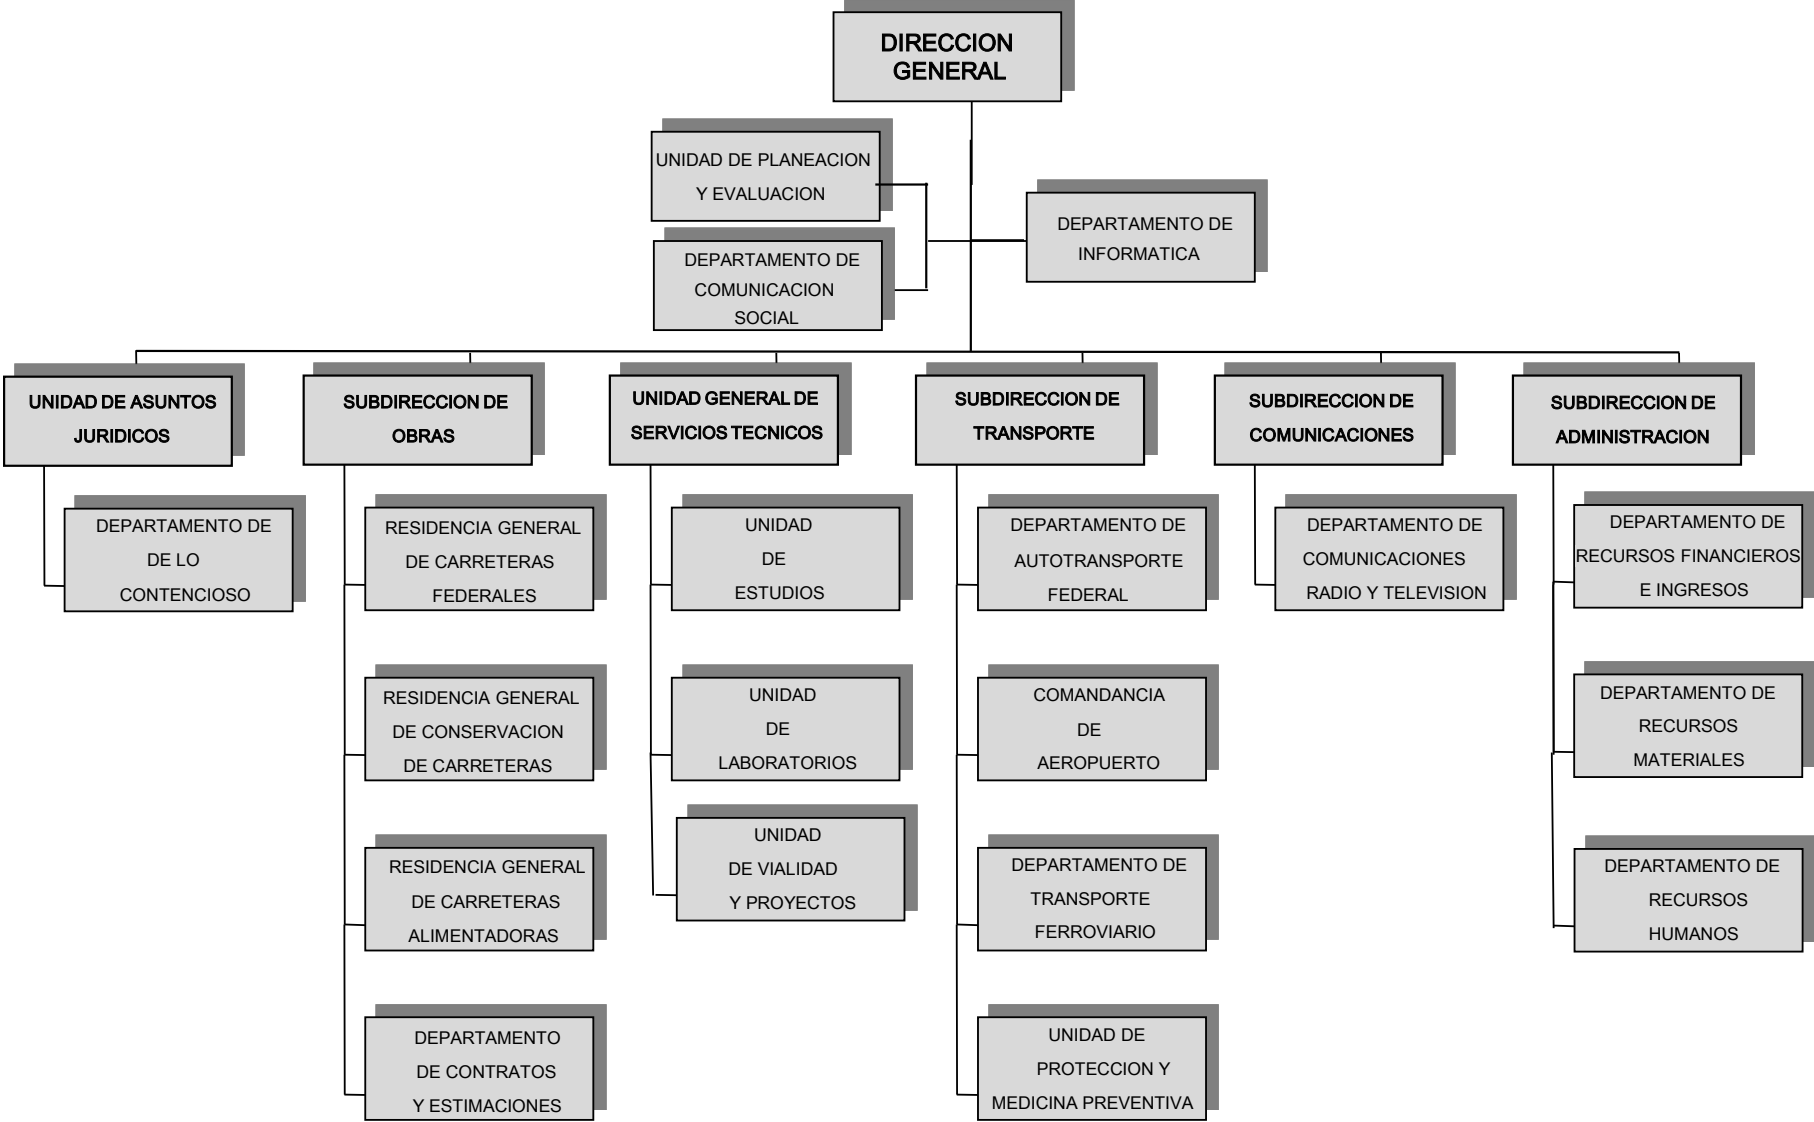 DIRECCION
GENERAL
UNIDAD DE PLANEACION
Y EVALUACION
DEPARTAMENTO DE
INFORMATICA
DEPARTAMENTO DE
COMUNICACION
SOCIAL
UNIDAD DE ASUNTOS
JURIDICOS
SUBDIRECCION DE
OBRAS
UNIDAD GENERAL DE
SERVICIOS TECNICOS
SUBDIRECCION DE
TRANSPORTE
SUBDIRECCION DE
COMUNICACIONES
SUBDIRECCION DE
ADMINISTRACION
DEPARTAMENTO DE
DE LO
CONTENCIOSO
RESIDENCIA GENERAL
DE CARRETERAS
FEDERALES
UNIDAD
DE
ESTUDIOS
DEPARTAMENTO DE
AUTOTRANSPORTE
FEDERAL
DEPARTAMENTO DE
COMUNICACIONES
RADIO Y TELEVISION
DEPARTAMENTO DE
RECURSOS FINANCIEROS
E INGRESOS
RESIDENCIA GENERAL
DE CONSERVACION
DE CARRETERAS
UNIDAD
DE
LABORATORIOS
COMANDANCIA
DE
AEROPUERTO
DEPARTAMENTO DE
RECURSOS
MATERIALES
RESIDENCIA GENERAL
DE CARRETERAS
ALIMENTADORAS
UNIDAD
DE VIALIDAD
Y PROYECTOS
DEPARTAMENTO DE
TRANSPORTE
FERROVIARIO
DEPARTAMENTO DE
RECURSOS
HUMANOS
DEPARTAMENTO
DE CONTRATOS
Y ESTIMACIONES
UNIDAD DE
PROTECCION Y
MEDICINA PREVENTIVA